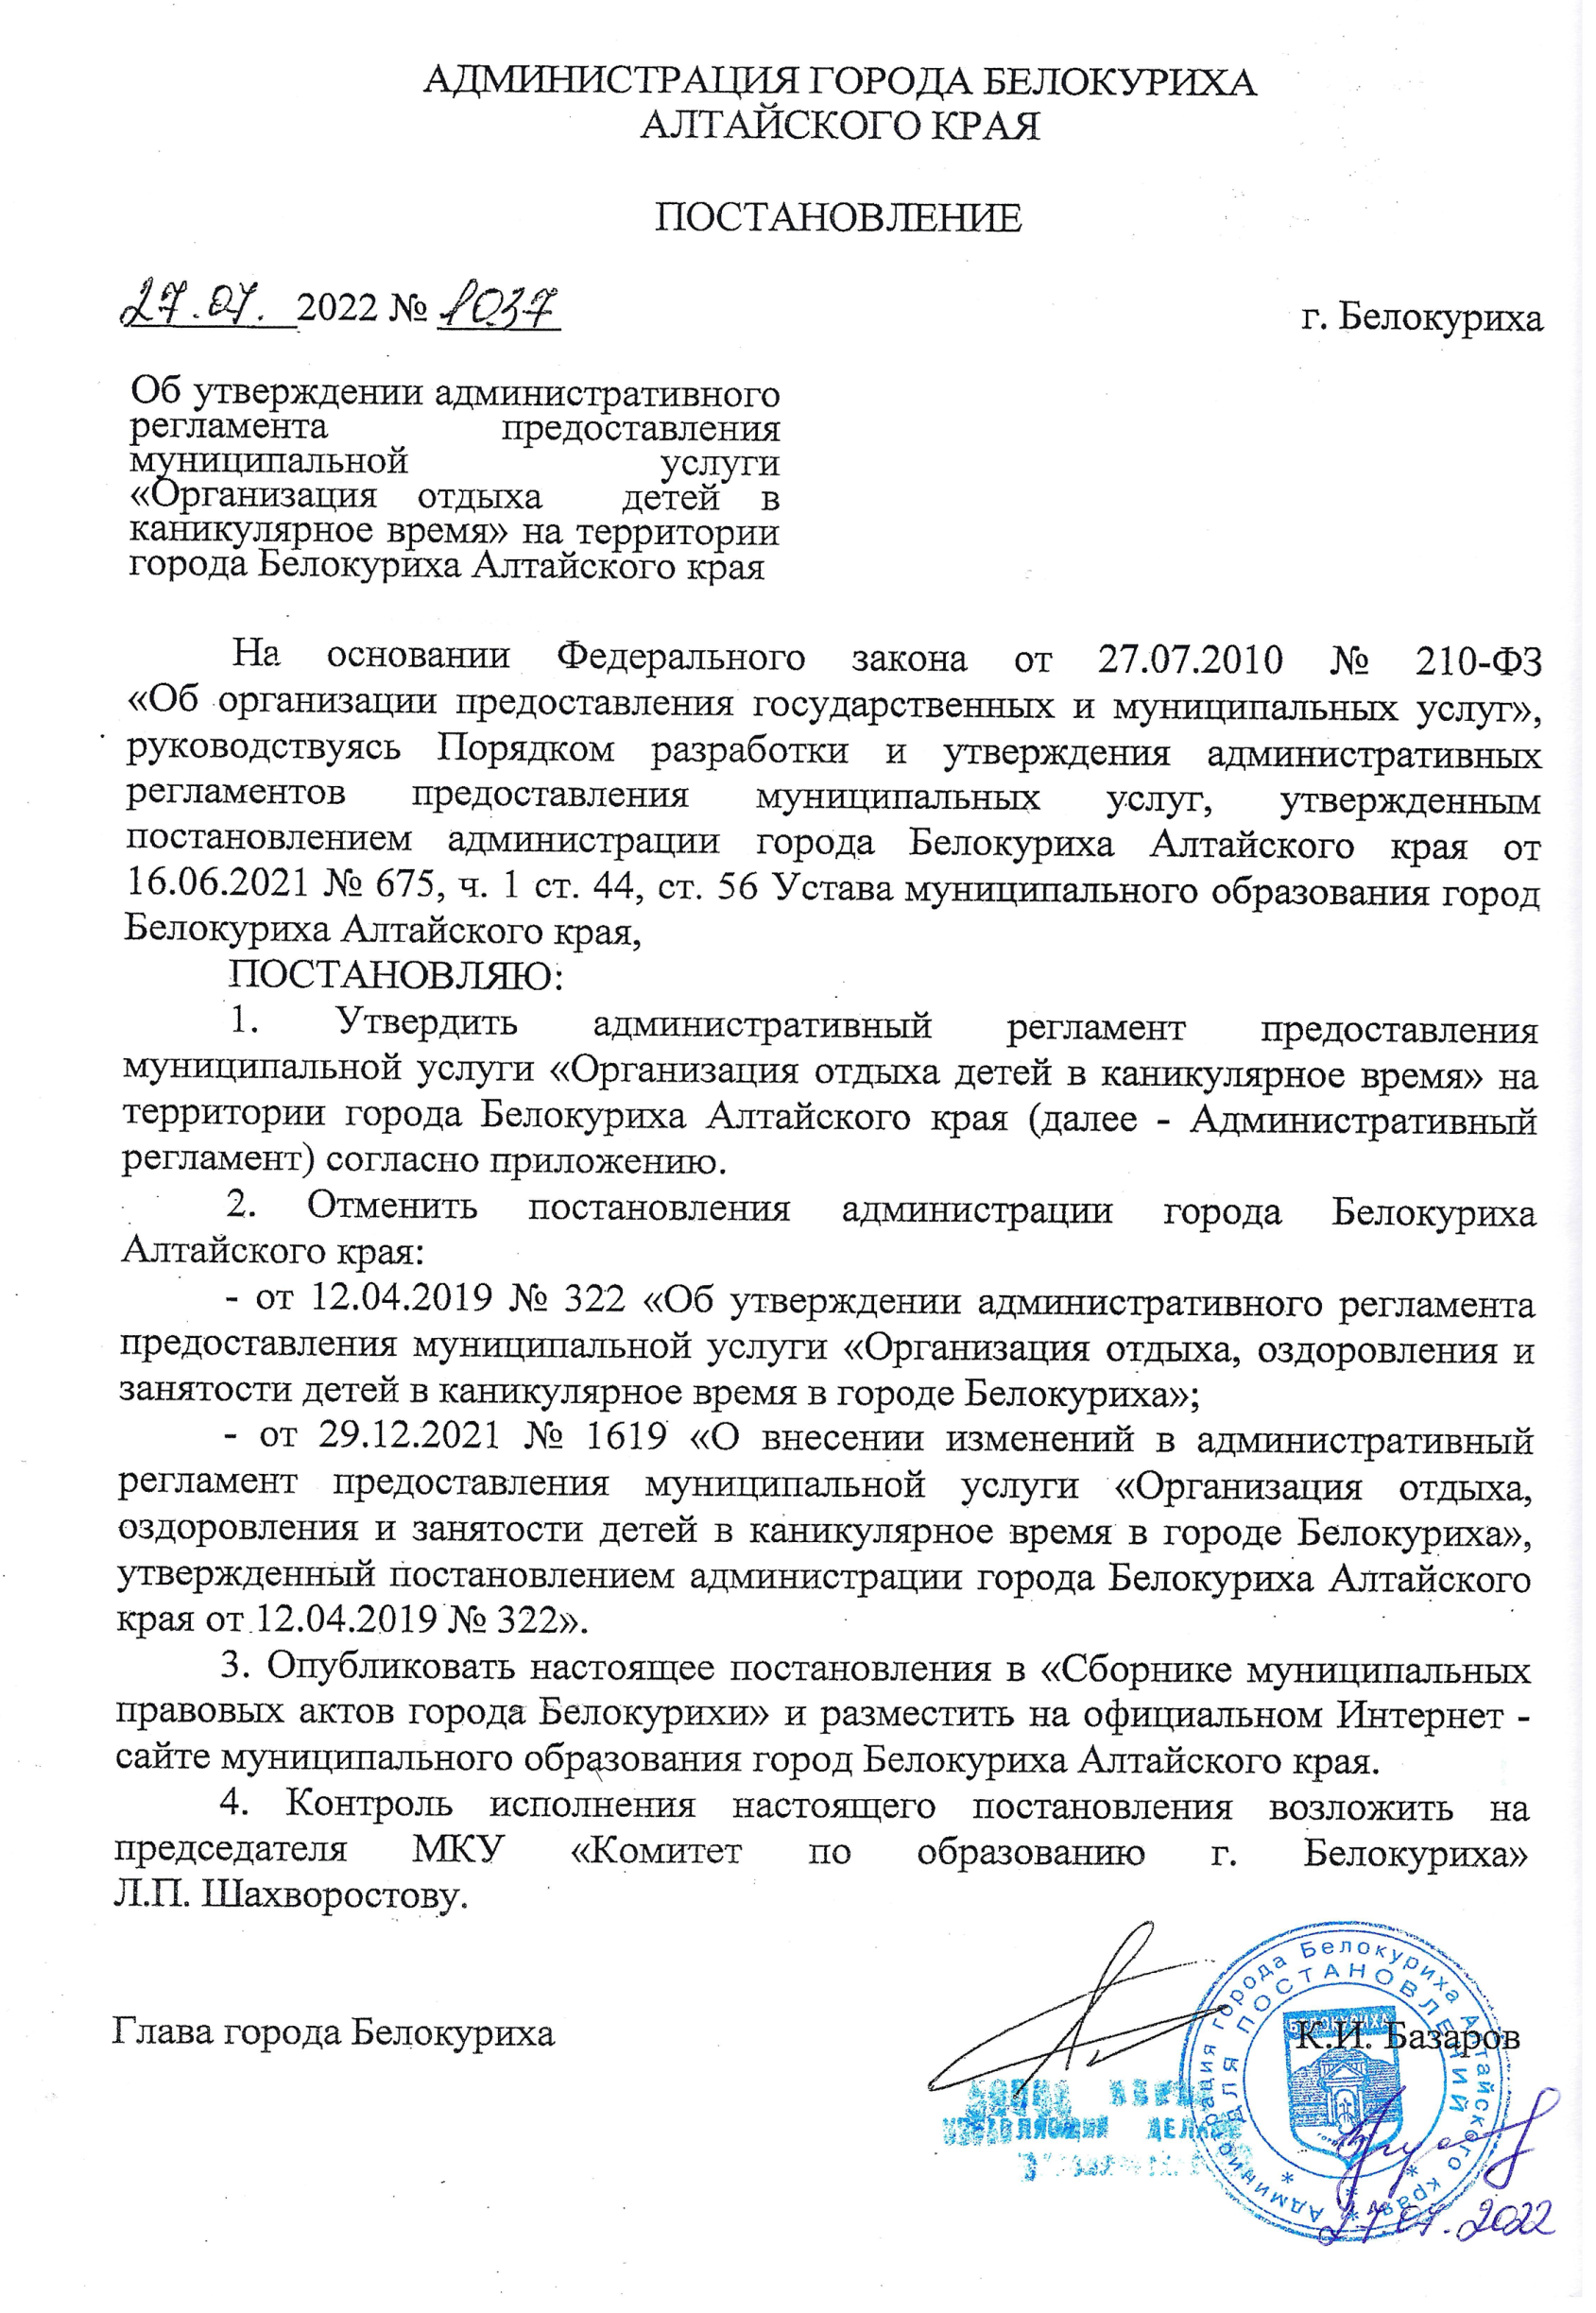 АДМИНИСТРАЦИЯ ГОРОДА БЕЛОКУРИХА
АЛТАЙСКОГО КРАЯ
ПОСТАНОВЛЕНИЕ
27.07. 2022 № 1037
г. Белокуриха
Об утверждении административного
регламента предоставления
муниципальной услуги
«Организация отдыха детей в
каникулярное время» на территории
города Белокуриха Алтайского края
На основании Федерального закона от 27.07.2010 № 210-ФЗ
«Об организации предоставления государственных и муниципальных услуг»,
руководствуясь Порядком разработки и утверждения административных
регламентов предоставления муниципальных услуг, утвержденным
постановлением администрации города Белокуриха Алтайского края от
16.06.2021 № 675, ч. 1 ст. 44, ст. 56 Устава муниципального образования город
Белокуриха Алтайского края,
ПОСТАНОВЛЯЮ:
1. Утвердить административный регламент предоставления
муниципальной услуги «Организация отдыха детей в каникулярное время» на
территории города Белокуриха Алтайского края (далее - Административный
регламент) согласно приложению.
2. Отменить постановления администрации города Белокуриха
Алтайского края:
- от 12.04.2019 № 322 «Об утверждении административного регламента
предоставления муниципальной услуги «Организация отдыха, оздоровления и
занятости детей в каникулярное время в городе Белокуриха»;
- от 29.12.2021 № 1619 «О внесении изменений в административный
регламент предоставления муниципальной услуги «Организация отдыха,
оздоровления и занятости детей в каникулярное время в городе Белокуриха»,
утвержденный постановлением администрации города Белокуриха Алтайского
края от 12.04.2019 № 322».
3. Опубликовать настоящее постановления в «Сборнике муниципальных
правовых актов города Белокурихи» и разместить на официальном Интернет -
сайте муниципального образования город Белокуриха Алтайского края.
4. Контроль исполнения настоящего постановления возложить на
председателя МКУ «Комитет по образованию г. Белокуриха»
Л.П. Шахворостову.
Глава города Белокуриха
К.И. Базаров
Администрация города Белокуриха Алтайского края
ДЛЯ ПОСТАНОВЛЕНИЙ
БЕЛОКУРИХА
УПРАВЛЯЮЩИЙ ДЕЛАМИ
27.07.2022